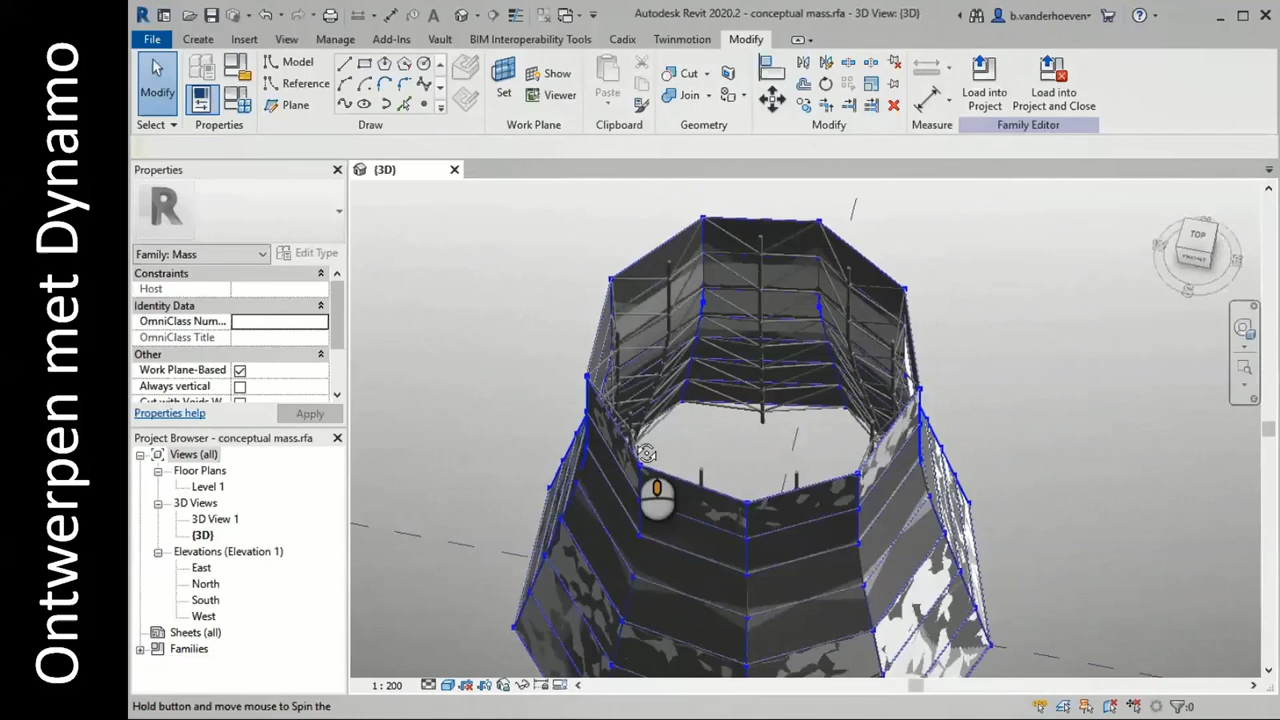 Ontwerpen met Dynamo
Autodesk Revit 2020.2 - conceptual mass.rfa - 3D View: {3D}
b.vanderhoeven
File Create Insert View Manage Add-Ins Vault BIM Interoperability Tools Cadix Twinmotion Modify
Modify
Model
Reference
Plane
Set
Show
Viewer
Paste
Cut
Join
Load into
Project
Load into
Project and Close
Select Properties Draw Work Plane Clipboard Geometry Modify Measure Family Editor
Properties
{3D}
R
Family: Mass
Edit Type
Constraints
Host
Identity Data
OmniClass Num...
OmniClass Title
Other
Work Plane-Based
Always vertical
Properties help
Apply
Project Browser - conceptual mass.rfa
Views (all)
Floor Plans
Level 1
3D Views
3D View 1
{3D}
Elevations (Elevation 1)
East
North
South
West
Sheets (all)
Families
TOP
FRONT
1 : 200
Hold button and move mouse to Spin the
:0